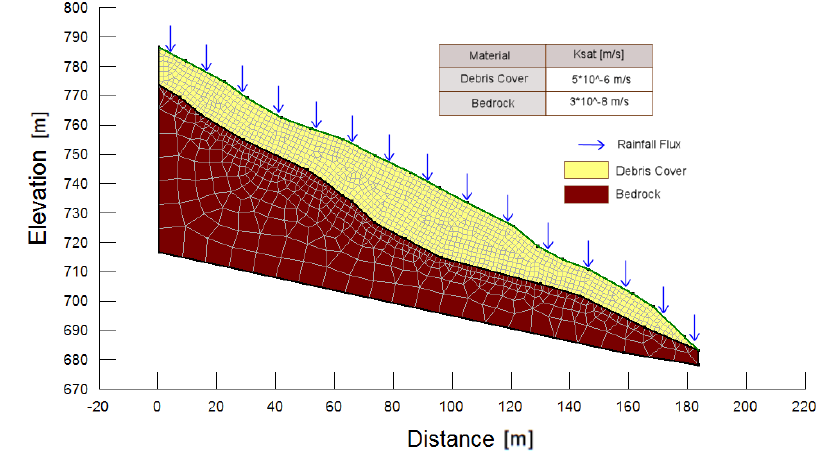 800
790
780
770
760
750
740
730
720
710
700
690
680
670
Elevation [m]
Material Ksat [m/s]
Debris Cover 5*10^-6 m/s
Bedrock 3*10^-8 m/s
Rainfall Flux
Debris Cover
Bedrock
-20 0 20 40 60 80 100 120 140 160 180 200 220
Distance [m]